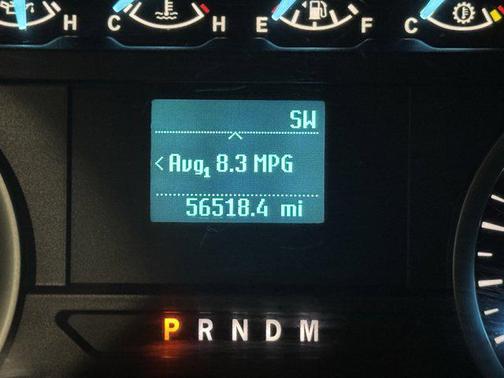 H C H E F C
SW
< Avg1 8.3 MPG
56518.4 mi
P R N D M